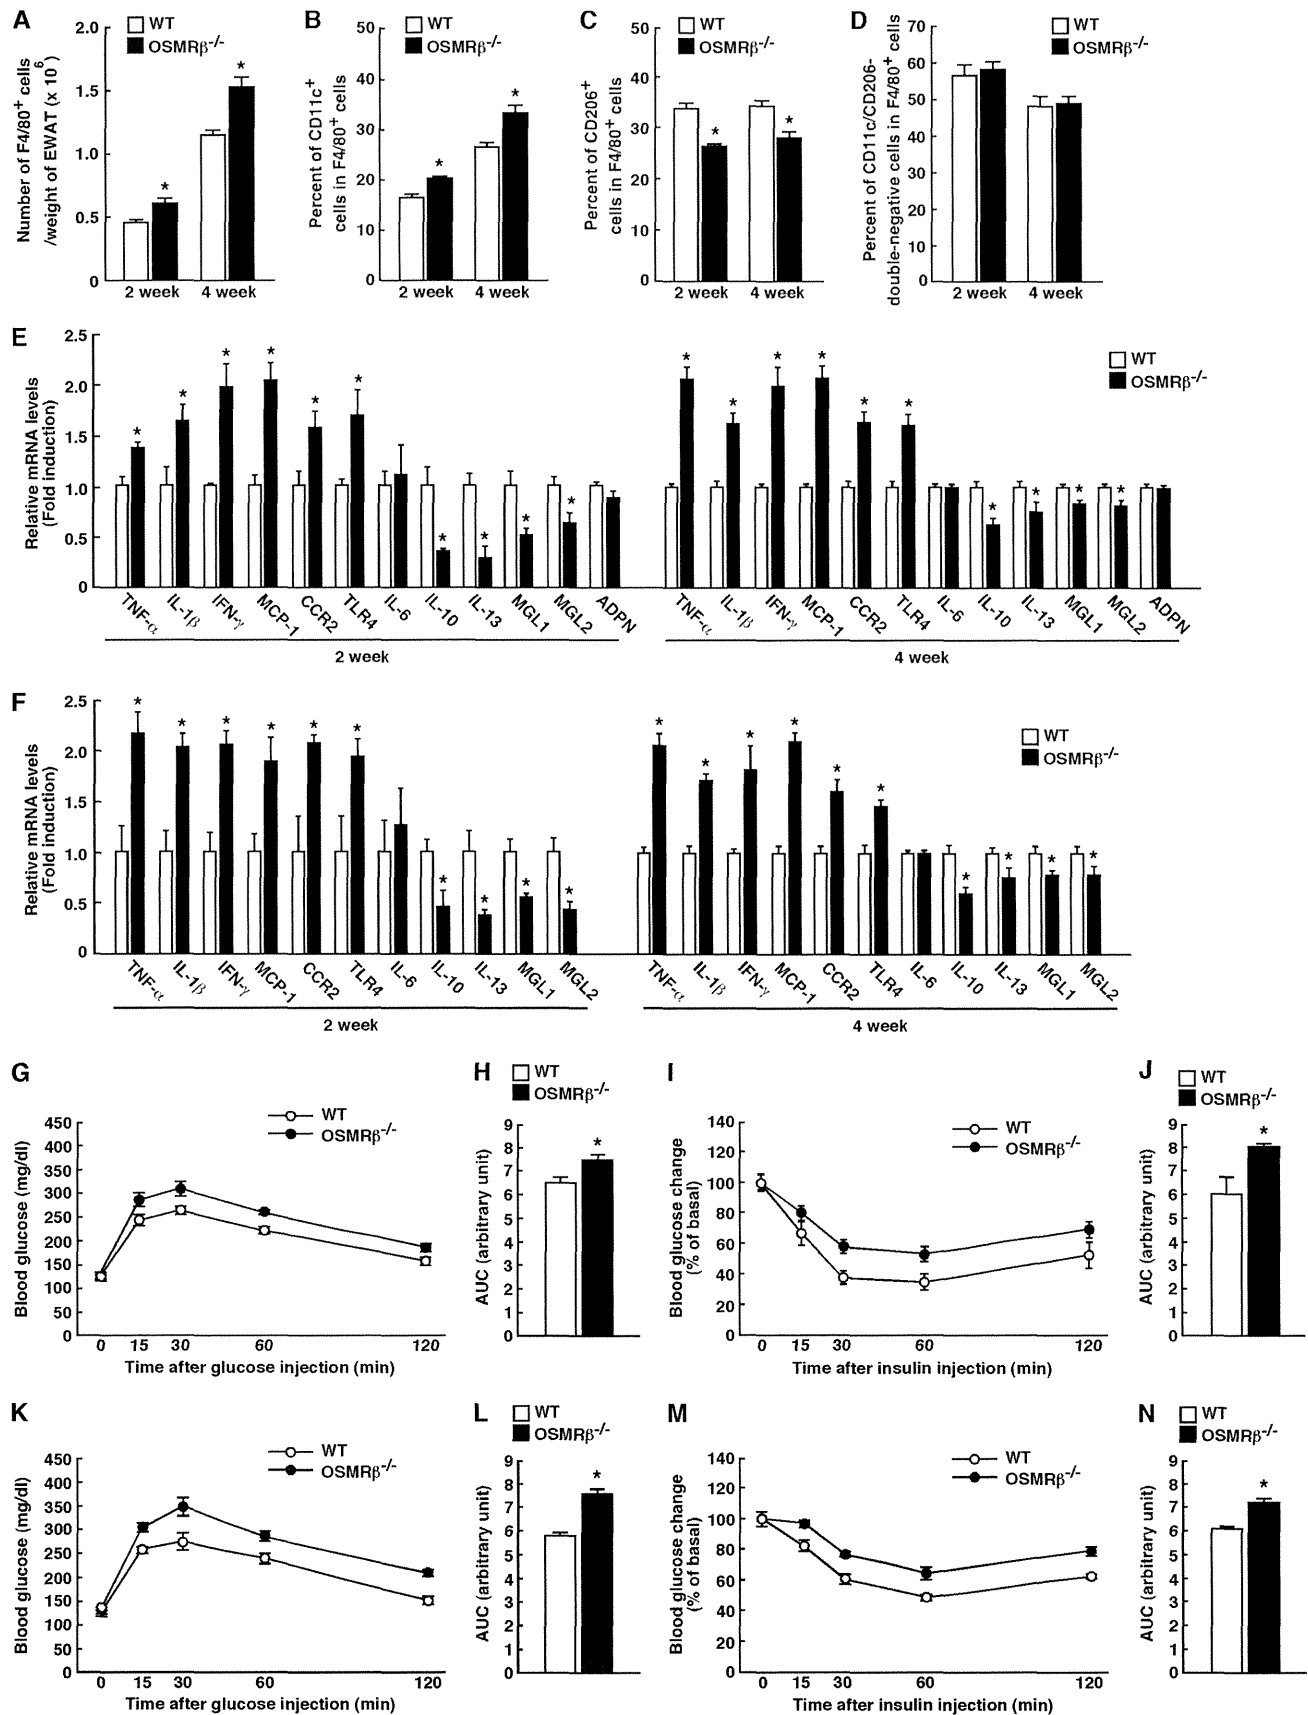 A
WT
OSMRβ-/-
Number of F4/80+ cells
/weight of EWAT (x 10^6)
2.0
1.5
1.0
0.5
0
*
*
2 week
4 week
B
WT
OSMRβ-/-
Percent of CD11c+
cells in F4/80+ cells
50
40
30
20
10
0
*
*
2 week
4 week
C
WT
OSMRβ-/-
Percent of CD206+
cells in F4/80+ cells
50
40
30
20
10
0
*
*
2 week
4 week
D
WT
OSMRβ-/-
Percent of CD11c/CD206-
double-negative cells in F4/80+ cells
70
60
50
40
30
20
10
0
2 week
4 week
E
WT
OSMRβ-/-
Relative mRNA levels
(Fold induction)
2.5
2.0
1.5
1.0
0.5
0
* * * * * * * * * *
TNF-α IL-1β IFN-γ MCP-1 CCR2 TLR4 IL-6 IL-10 IL-13 MGL1 MGL2 ADPN
2 week
* * * * * * * * * *
TNF-α IL-1β IFN-γ MCP-1 CCR2 TLR4 IL-6 IL-10 IL-13 MGL1 MGL2 ADPN
4 week
F
WT
OSMRβ-/-
Relative mRNA levels
(Fold induction)
2.5
2.0
1.5
1.0
0.5
0
* * * * * * * * * *
TNF-α IL-1β IFN-γ MCP-1 CCR2 TLR4 IL-6 IL-10 IL-13 MGL1 MGL2
2 week
* * * * * * * * * *
TNF-α IL-1β IFN-γ MCP-1 CCR2 TLR4 IL-6 IL-10 IL-13 MGL1 MGL2
4 week
G
WT
OSMRβ-/-
Blood glucose (mg/dl)
450
400
350
300
250
200
150
100
50
0
0 15 30 60 120
Time after glucose injection (min)
H
WT
OSMRβ-/-
AUC (arbitrary unit)
9
8
7
6
5
4
3
2
1
0
*
I
WT
OSMRβ-/-
Blood glucose change
(% of basal)
140
120
100
80
60
40
20
0
0 15 30 60 120
Time after insulin injection (min)
J
WT
OSMRβ-/-
AUC (arbitrary unit)
9
8
7
6
5
4
3
2
1
0
*
K
WT
OSMRβ-/-
Blood glucose (mg/dl)
450
400
350
300
250
200
150
100
50
0
0 15 30 60 120
Time after glucose injection (min)
L
WT
OSMRβ-/-
AUC (arbitrary unit)
9
8
7
6
5
4
3
2
1
0
*
M
WT
OSMRβ-/-
Blood glucose change
(% of basal)
140
120
100
80
60
40
20
0
0 15 30 60 120
Time after insulin injection (min)
N
WT
OSMRβ-/-
AUC (arbitrary unit)
9
8
7
6
5
4
3
2
1
0
*